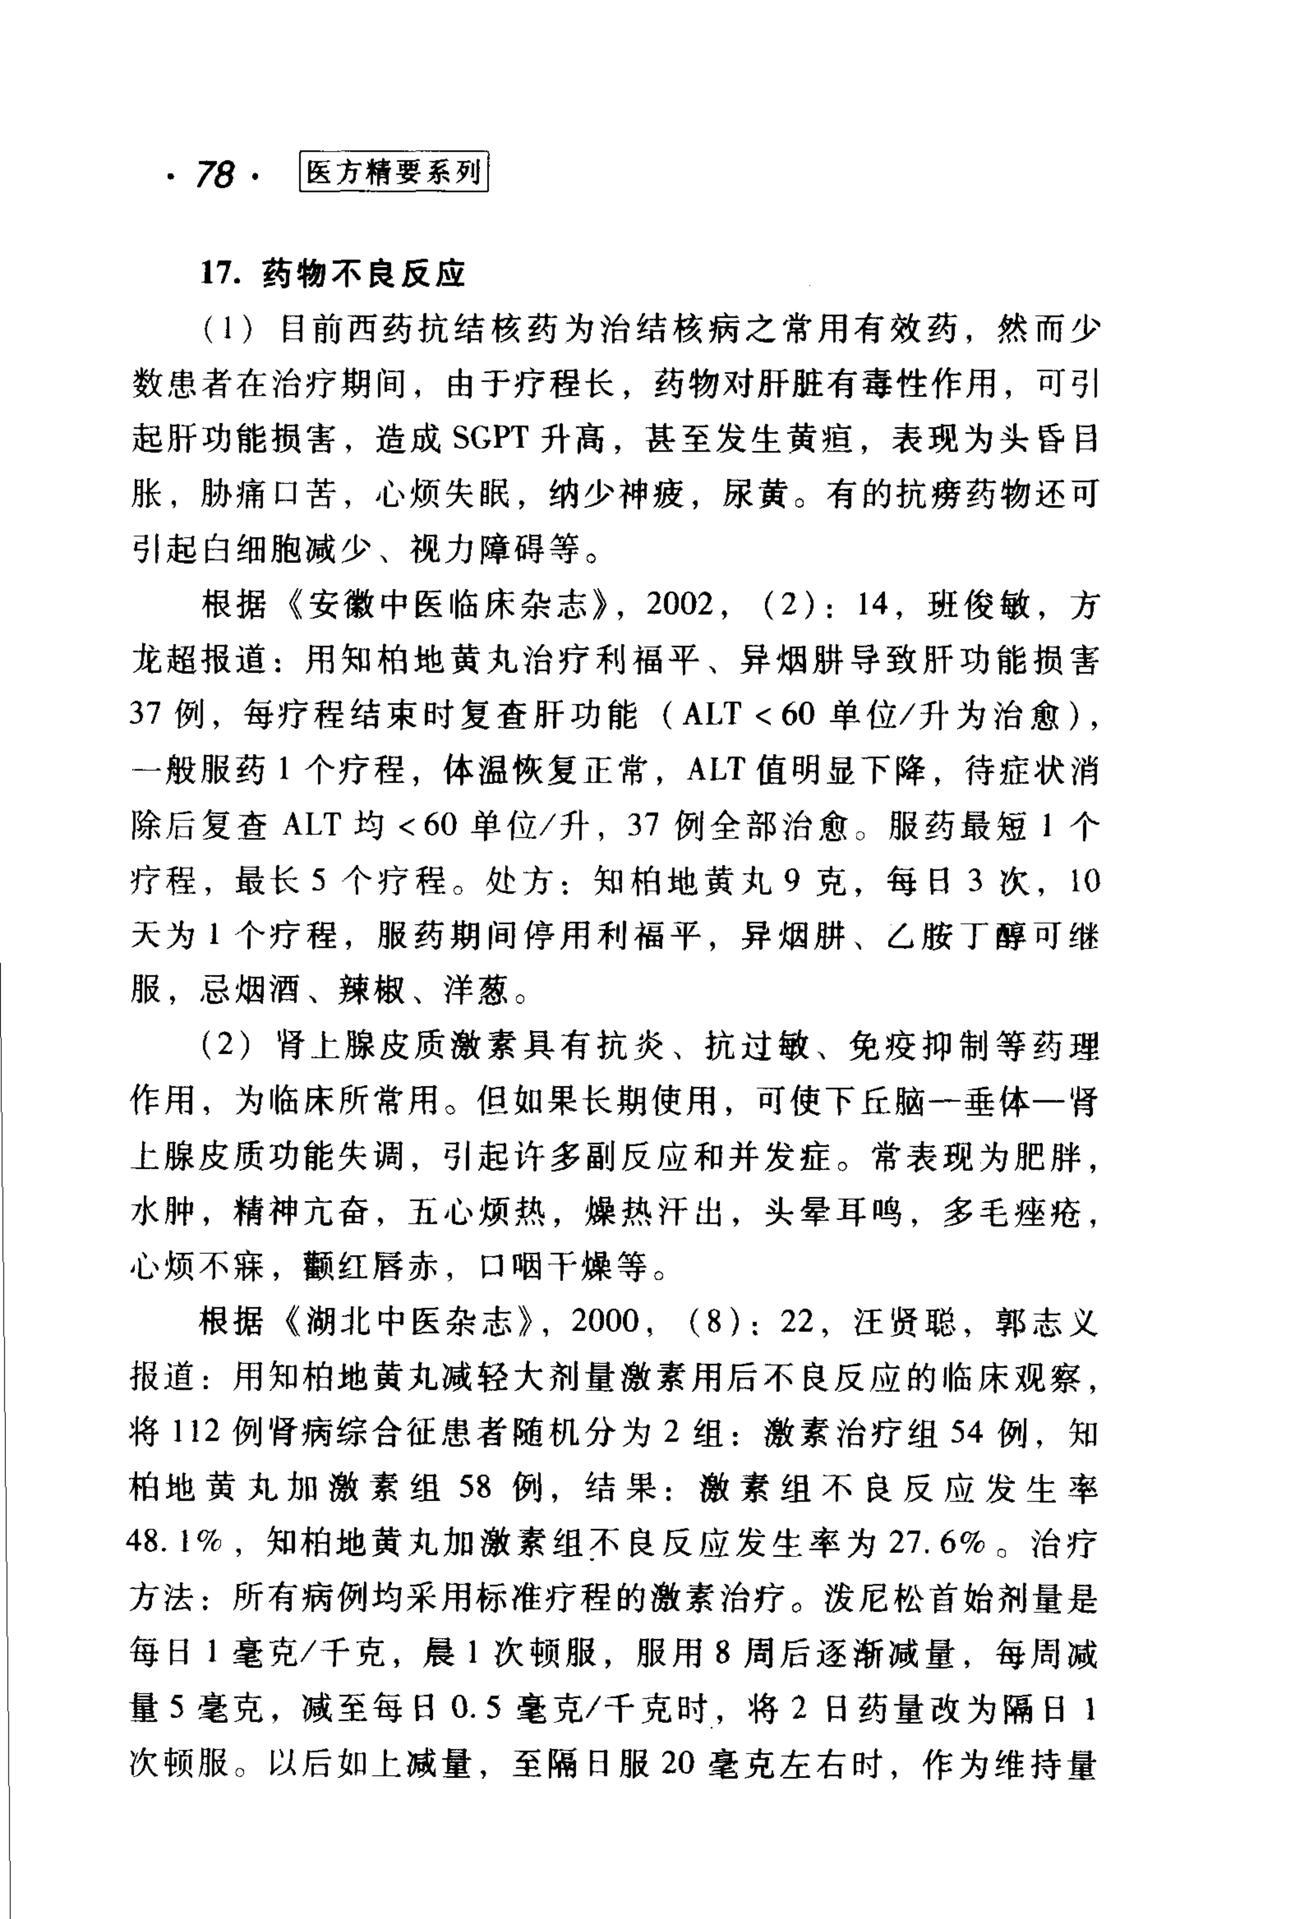 ·78· 医方精要系列
17. 药物不良反应
(1) 目前西药抗结核药为治结核病之常用有效药，然而少
数患者在治疗期间，由于疗程长，药物对肝脏有毒性作用，可引
起肝功能损害，造成 SGPT 升高，甚至发生黄疸，表现为头昏目
胀，胁痛口苦，心烦失眠，纳少神疲，尿黄。有的抗痨药物还可
引起白细胞减少、视力障碍等。
根据《安徽中医临床杂志》，2002，(2)：14，班俊敏，方
龙超报道：用知柏地黄丸治疗利福平、异烟肼导致肝功能损害
37 例，每疗程结束时复查肝功能（ALT＜60 单位/升为治愈），
一般服药 1 个疗程，体温恢复正常，ALT 值明显下降，待症状消
除后复查 ALT 均＜60 单位/升，37 例全部治愈。服药最短 1 个
疗程，最长 5 个疗程。处方：知柏地黄丸 9 克，每日 3 次，10
天为 1 个疗程，服药期间停用利福平，异烟肼、乙胺丁醇可继
服，忌烟酒、辣椒、洋葱。
(2) 肾上腺皮质激素具有抗炎、抗过敏、免疫抑制等药理
作用，为临床所常用。但如果长期使用，可使下丘脑—垂体—肾
上腺皮质功能失调，引起许多副反应和并发症。常表现为肥胖，
水肿，精神亢奋，五心烦热，燥热汗出，头晕耳鸣，多毛痤疮，
心烦不寐，颧红唇赤，口咽干燥等。
根据《湖北中医杂志》，2000，(8)：22，汪贤聪，郭志义
报道：用知柏地黄丸减轻大剂量激素用后不良反应的临床观察，
将 112 例肾病综合征患者随机分为 2 组：激素治疗组 54 例，知
柏地黄丸加激素组 58 例，结果：激素组不良反应发生率
48.1%，知柏地黄丸加激素组不良反应发生率为 27.6%。治疗
方法：所有病例均采用标准疗程的激素治疗。泼尼松首始剂量是
每日 1 毫克/千克，晨 1 次顿服，服用 8 周后逐渐减量，每周减
量 5 毫克，减至每日 0.5 毫克/千克时，将 2 日药量改为隔日 1
次顿服。以后如上减量，至隔日服 20 毫克左右时，作为维持量